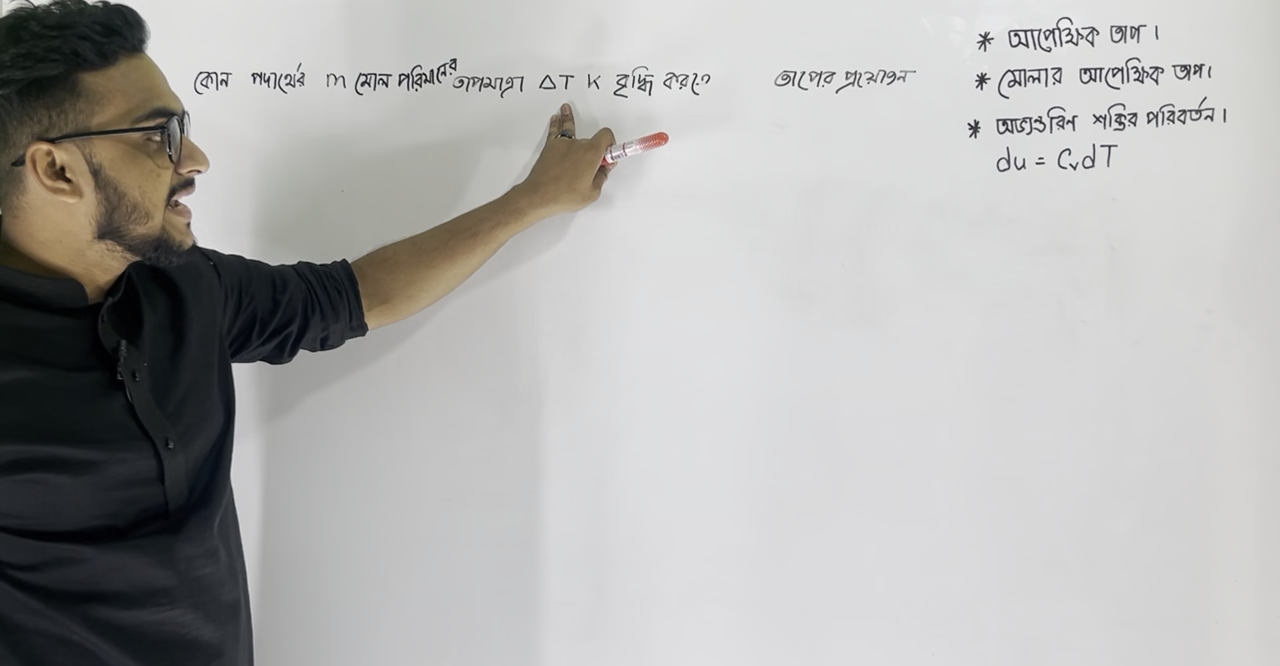 কোন পদার্থের m মোল পরিমানের তাপমাত্রা ΔT K বৃদ্ধি করতে তাপের প্রয়োজন
* আপেক্ষিক তাপ।
* মোলার আপেক্ষিক তাপ।
* অভ্যন্তরিণ শক্তির পরিবর্তন।
du = CvdT